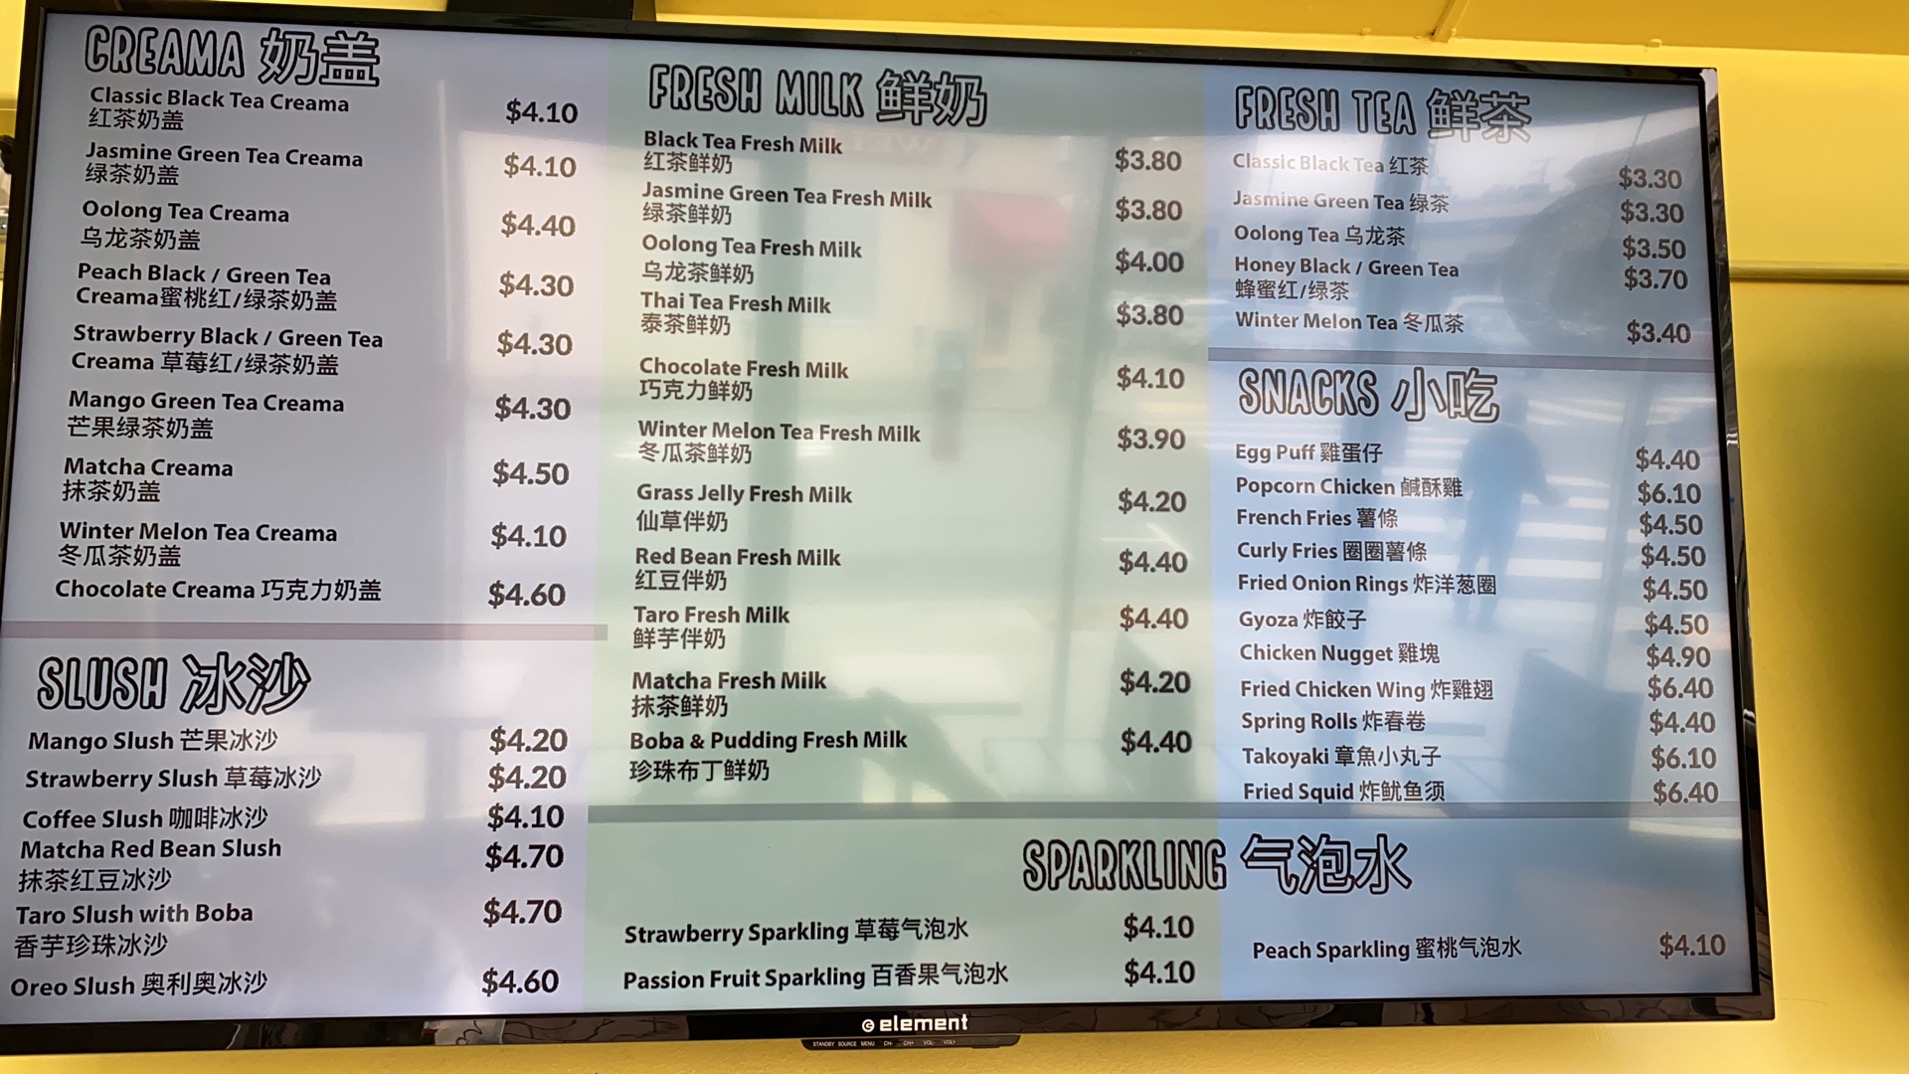 CREAMA 奶盖
Classic Black Tea Creama $4.10
红茶奶盖
Jasmine Green Tea Creama $4.10
绿茶奶盖
Oolong Tea Creama $4.40
乌龙茶奶盖
Peach Black / Green Tea $4.30
Creama蜜桃红/绿茶奶盖
Strawberry Black / Green Tea $4.30
Creama 草莓红/绿茶奶盖
Mango Green Tea Creama $4.30
芒果绿茶奶盖
Matcha Creama $4.50
抹茶奶盖
Winter Melon Tea Creama $4.10
冬瓜茶奶盖
Chocolate Creama 巧克力奶盖 $4.60
SLUSH 冰沙
Mango Slush 芒果冰沙 $4.20
Strawberry Slush 草莓冰沙 $4.20
Coffee Slush 咖啡冰沙 $4.10
Matcha Red Bean Slush $4.70
抹茶红豆冰沙
Taro Slush with Boba $4.70
香芋珍珠冰沙
Oreo Slush 奥利奥冰沙 $4.60
FRESH MILK 鲜奶
Black Tea Fresh Milk $3.80
红茶鲜奶
Jasmine Green Tea Fresh Milk $3.80
绿茶鲜奶
Oolong Tea Fresh Milk $4.00
乌龙茶鲜奶
Thai Tea Fresh Milk $3.80
泰茶鲜奶
Chocolate Fresh Milk $4.10
巧克力鲜奶
Winter Melon Tea Fresh Milk $3.90
冬瓜茶鲜奶
Grass Jelly Fresh Milk $4.20
仙草伴奶
Red Bean Fresh Milk $4.40
红豆伴奶
Taro Fresh Milk $4.40
鲜芋伴奶
Matcha Fresh Milk $4.20
抹茶鲜奶
Boba & Pudding Fresh Milk $4.40
珍珠布丁鲜奶
FRESH TEA 鲜茶
Classic Black Tea 红茶 $3.30
Jasmine Green Tea 绿茶 $3.30
Oolong Tea 乌龙茶 $3.50
Honey Black / Green Tea $3.70
蜂蜜红/绿茶
Winter Melon Tea 冬瓜茶 $3.40
SNACKS 小吃
Egg Puff 雞蛋仔 $4.40
Popcorn Chicken 鹹酥雞 $6.10
French Fries 薯條 $4.50
Curly Fries 圈圈薯條 $4.50
Fried Onion Rings 炸洋葱圈 $4.50
Gyoza 炸餃子 $4.50
Chicken Nugget 雞塊 $4.90
Fried Chicken Wing 炸雞翅 $6.40
Spring Rolls 炸春卷 $4.40
Takoyaki 章魚小丸子 $6.10
Fried Squid 炸鱿鱼须 $6.40
SPARKLING 气泡水
Strawberry Sparkling 草莓气泡水 $4.10
Passion Fruit Sparkling 百香果气泡水 $4.10
Peach Sparkling 蜜桃气泡水 $4.10
element
STANDBY SOURCE MENU CH- CH+ VOL- VOL+